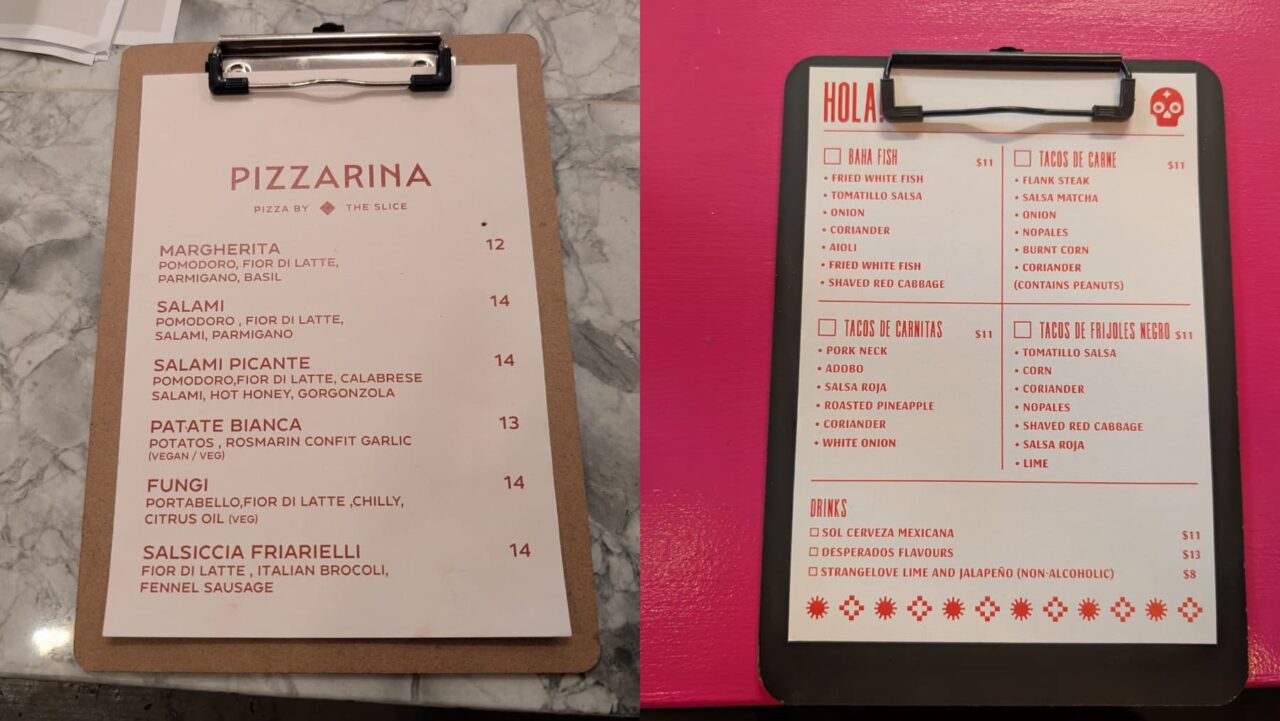 PIZZARINA
PIZZA BY THE SLICE
MARGHERITA 12
POMODORO, FIOR DI LATTE,
PARMIGANO, BASIL
SALAMI 14
POMODORO , FIOR DI LATTE,
SALAMI, PARMIGANO
SALAMI PICANTE 14
POMODORO,FIOR DI LATTE, CALABRESE
SALAMI, HOT HONEY, GORGONZOLA
PATATE BIANCA 13
POTATOS , ROSMARIN CONFIT GARLIC
(VEGAN / VEG)
FUNGI 14
PORTABELLO,FIOR DI LATTE ,CHILLY,
CITRUS OIL (VEG)
SALSICCIA FRIARIELLI 14
FIOR DI LATTE , ITALIAN BROCOLI,
FENNEL SAUSAGE
HOLA!
BAHA FISH $11
• FRIED WHITE FISH
• TOMATILLO SALSA
• ONION
• CORIANDER
• AIOLI
• FRIED WHITE FISH
• SHAVED RED CABBAGE
TACOS DE CARNE $11
• FLANK STEAK
• SALSA MATCHA
• ONION
• NOPALES
• BURNT CORN
• CORIANDER
(CONTAINS PEANUTS)
TACOS DE CARNITAS $11
• PORK NECK
• ADOBO
• SALSA ROJA
• ROASTED PINEAPPLE
• CORIANDER
• WHITE ONION
TACOS DE FRIJOLES NEGRO $11
• TOMATILLO SALSA
• CORN
• CORIANDER
• NOPALES
• SHAVED RED CABBAGE
• SALSA ROJA
• LIME
DRINKS
SOL CERVEZA MEXICANA $11
DESPERADOS FLAVOURS $13
STRANGELOVE LIME AND JALAPEÑO (NON-ALCOHOLIC) $8